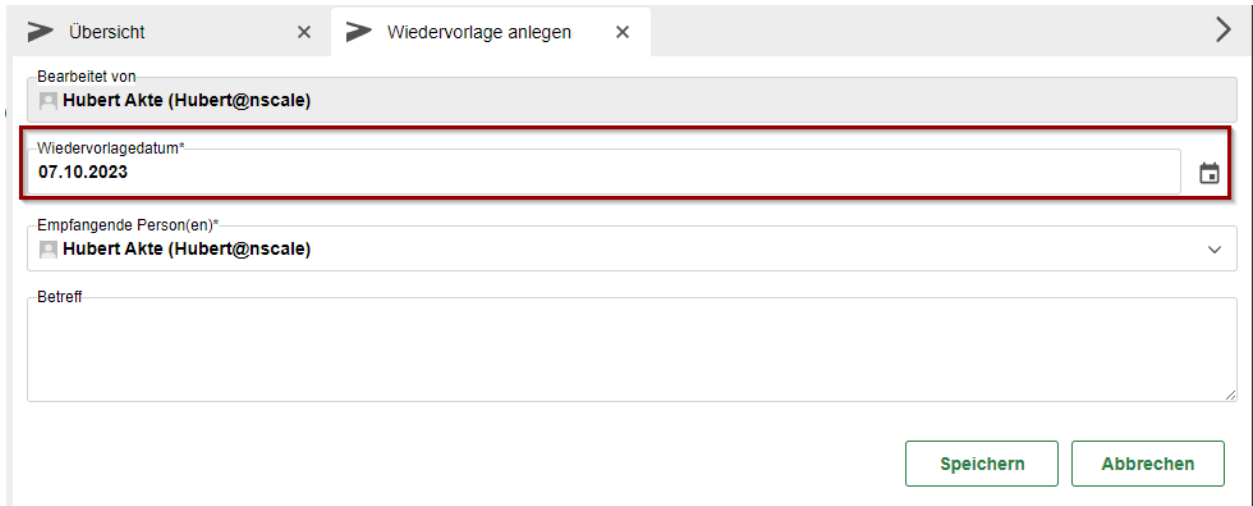 Übersicht
Wiedervorlage anlegen
Bearbeitet von
Hubert Akte (Hubert@nscale)
Wiedervorlagedatum*
07.10.2023
Empfangende Person(en)*
Hubert Akte (Hubert@nscale)
Betreff
Speichern
Abbrechen